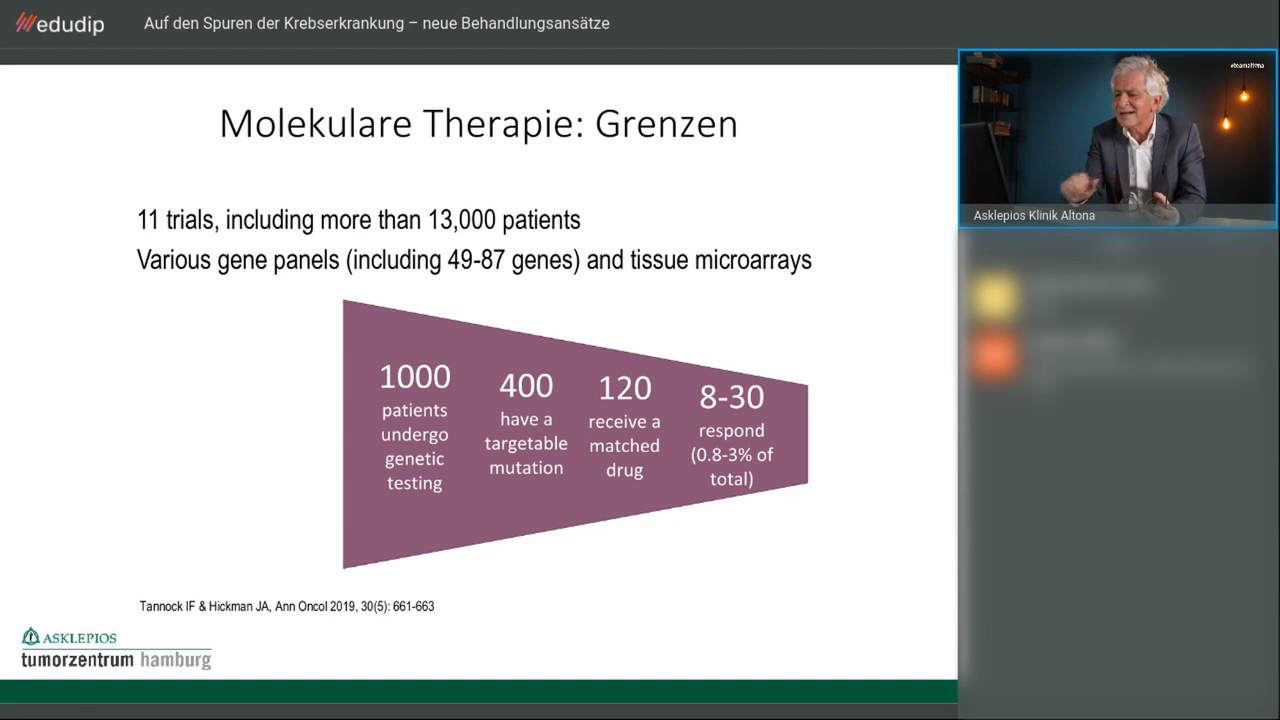 edudip
Auf den Spuren der Krebserkrankung – neue Behandlungsansätze
Molekulare Therapie: Grenzen
11 trials, including more than 13,000 patients
Various gene panels (including 49-87 genes) and tissue microarrays
1000
patients
undergo
genetic
testing
400
have a
targetable
mutation
120
receive a
matched
drug
8-30
respond
(0.8-3% of
total)
Tannock IF & Hickman JA, Ann Oncol 2019, 30(5): 661-663
ASKLEPIOS
tumorzentrum hamburg
#teamaltona
Asklepios Klinik Altona